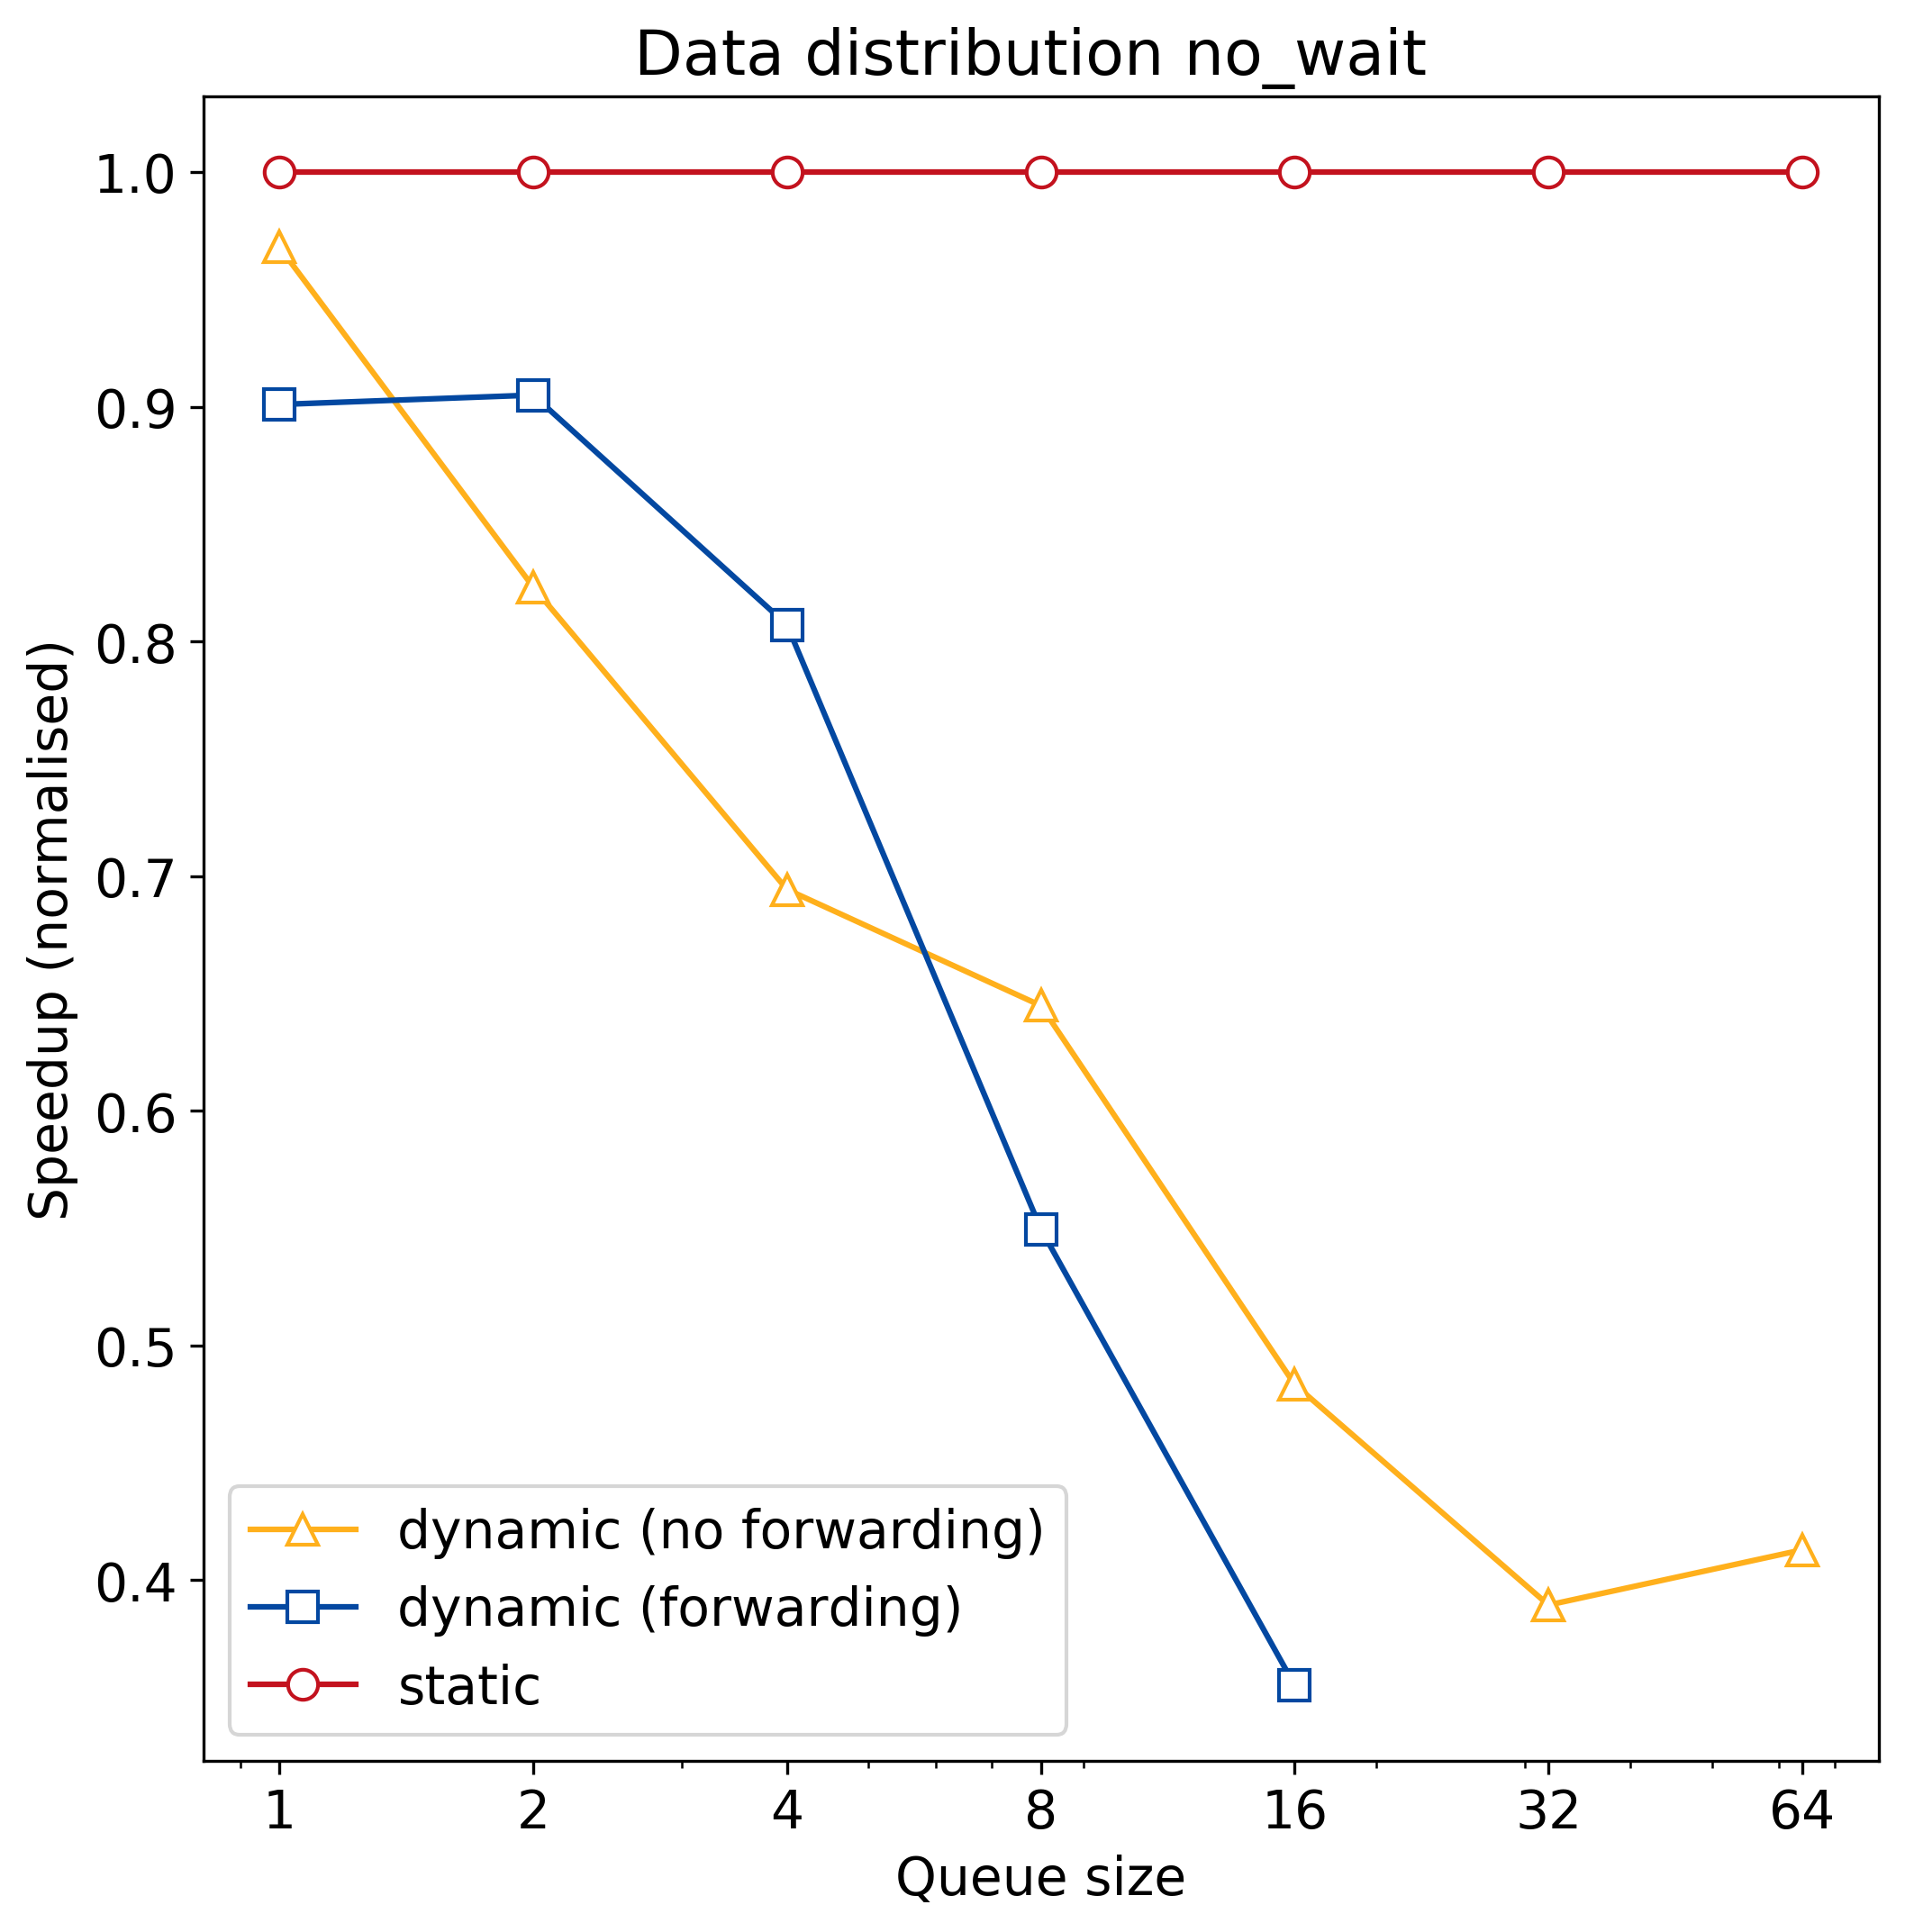 Data distribution no_wait
Speedup (normalised)
1.0
0.9
0.8
0.7
0.6
0.5
0.4
dynamic (no forwarding)
dynamic (forwarding)
static
1 2 4 8 16 32 64
Queue size